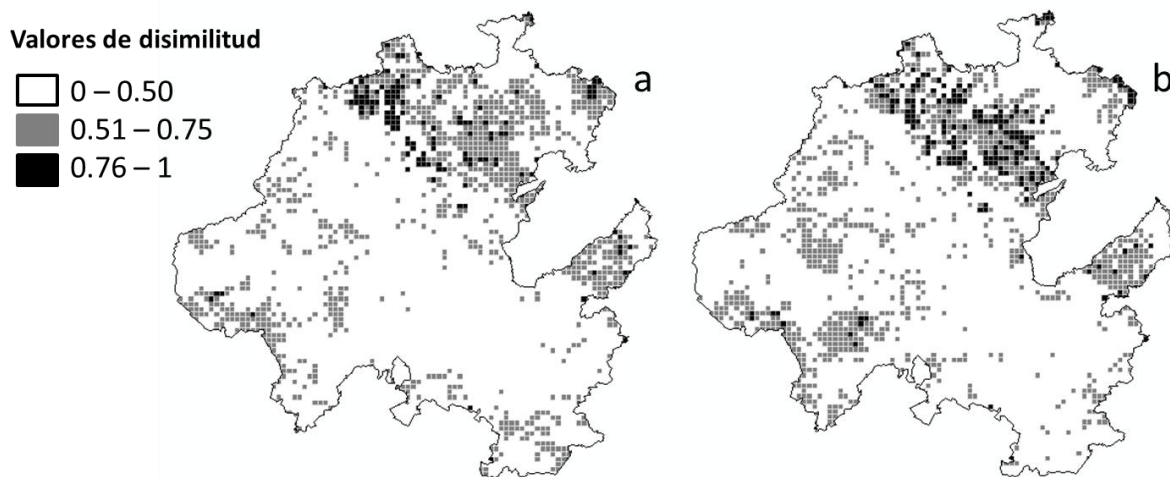 Valores de disimilitud
0 – 0.50
0.51 – 0.75
0.76 – 1
a
b